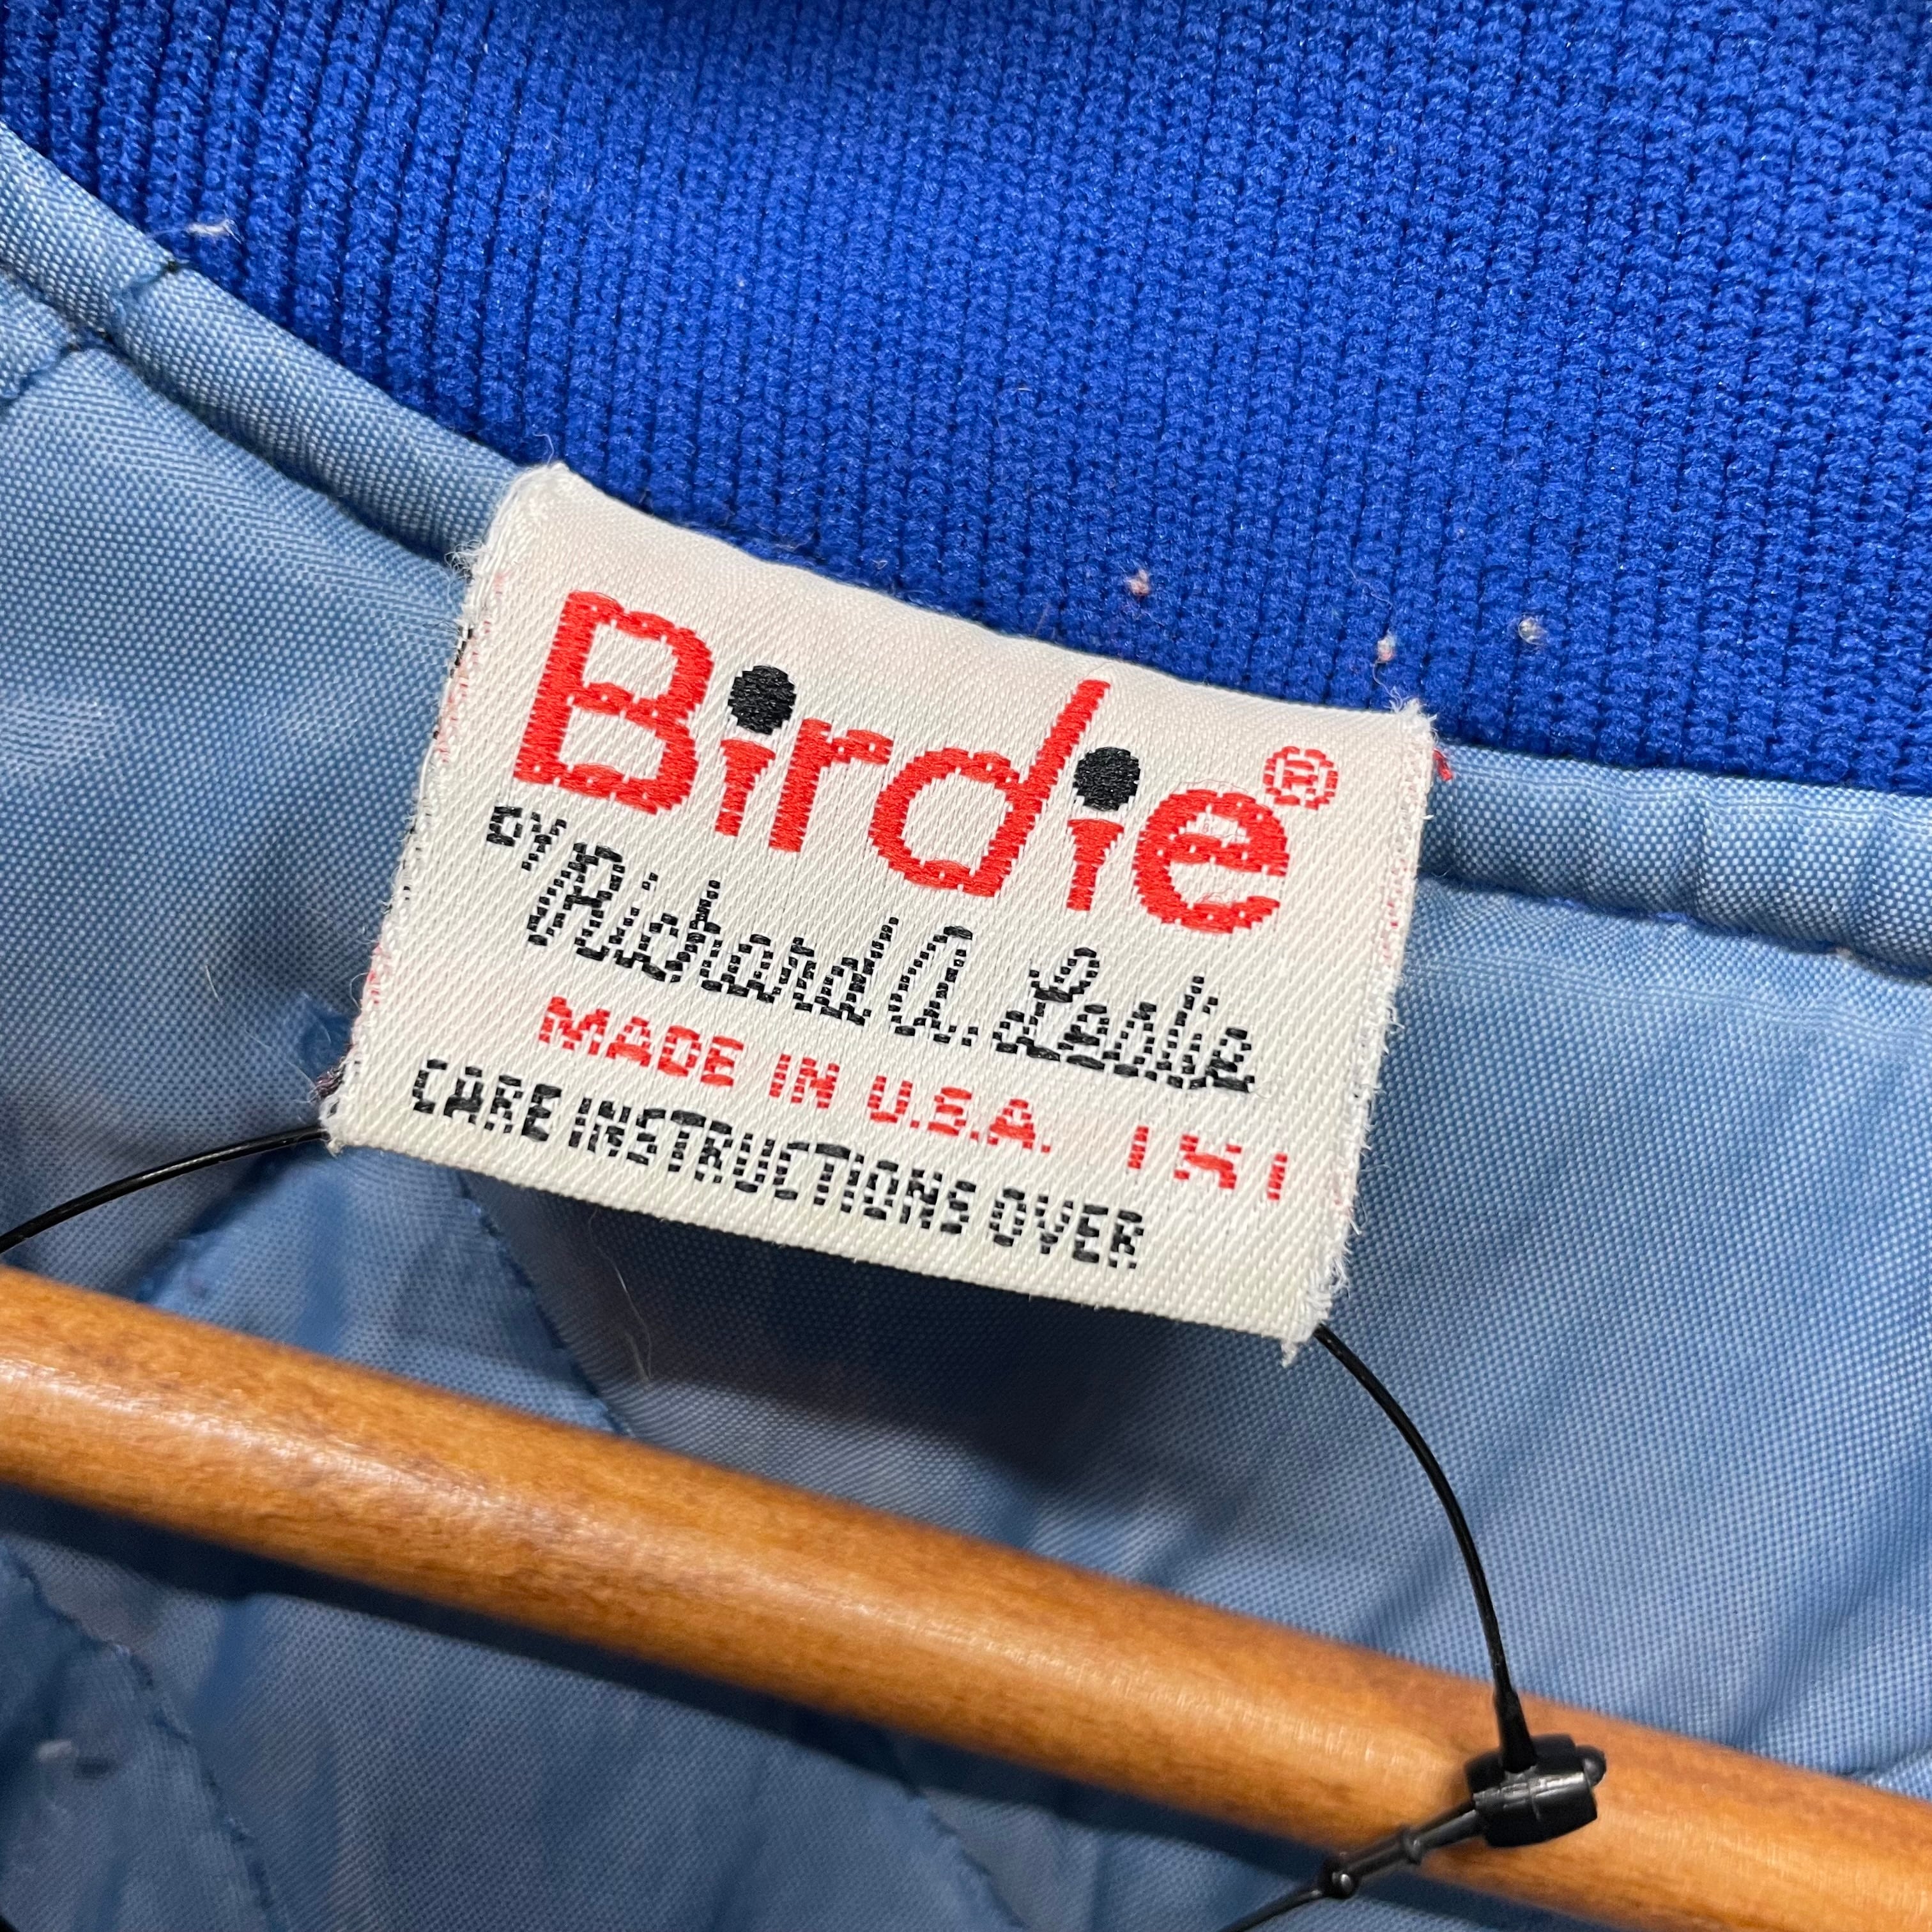 Birdie®
BY Richard A. Leslie
MADE IN U.S.A.
CARE INSTRUCTIONS OVER